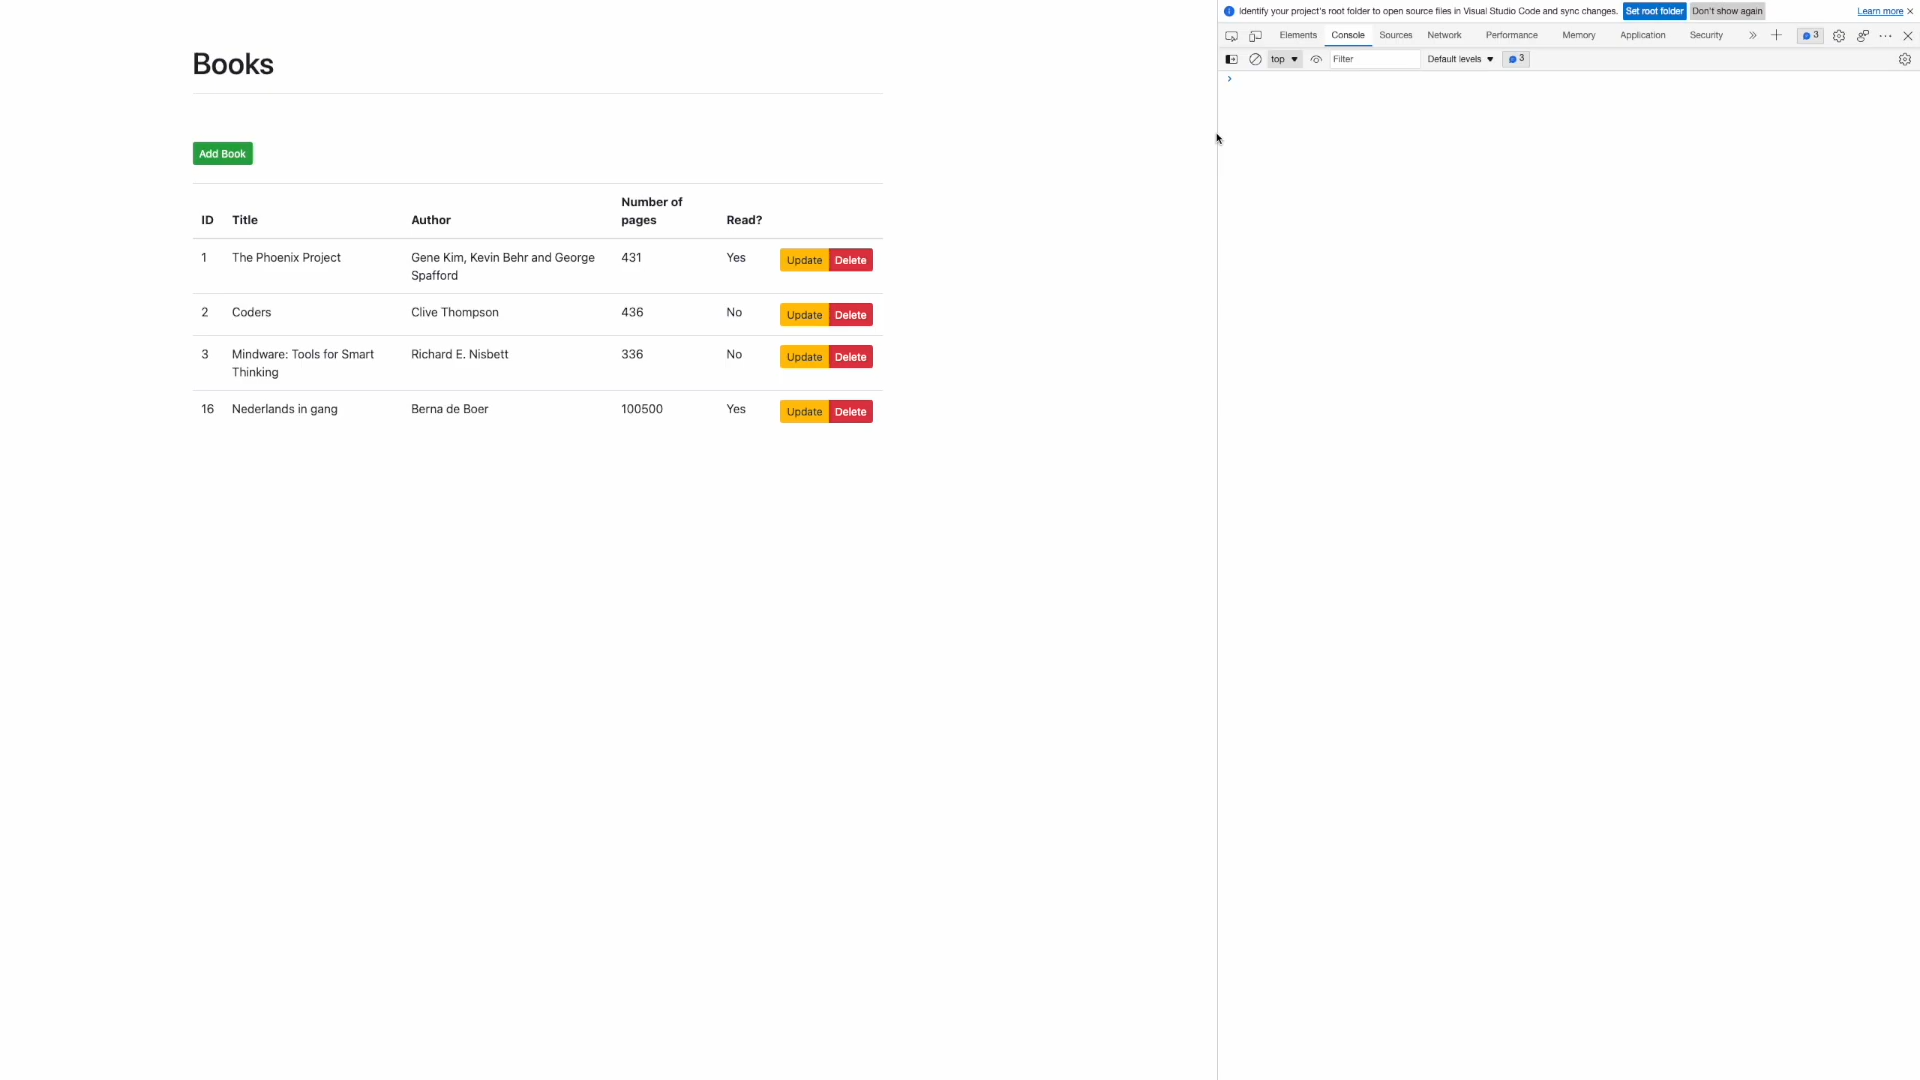 Books
Add Book
ID Title Author Number of pages Read?
1 The Phoenix Project Gene Kim, Kevin Behr and George Spafford 431 Yes Update Delete
2 Coders Clive Thompson 436 No Update Delete
3 Mindware: Tools for Smart Thinking Richard E. Nisbett 336 No Update Delete
16 Nederlands in gang Berna de Boer 100500 Yes Update Delete
Identify your project's root folder to open source files in Visual Studio Code and sync changes. Set root folder Don't show again Learn more
Elements Console Sources Network Performance Memory Application Security 3
top Filter Default levels 3